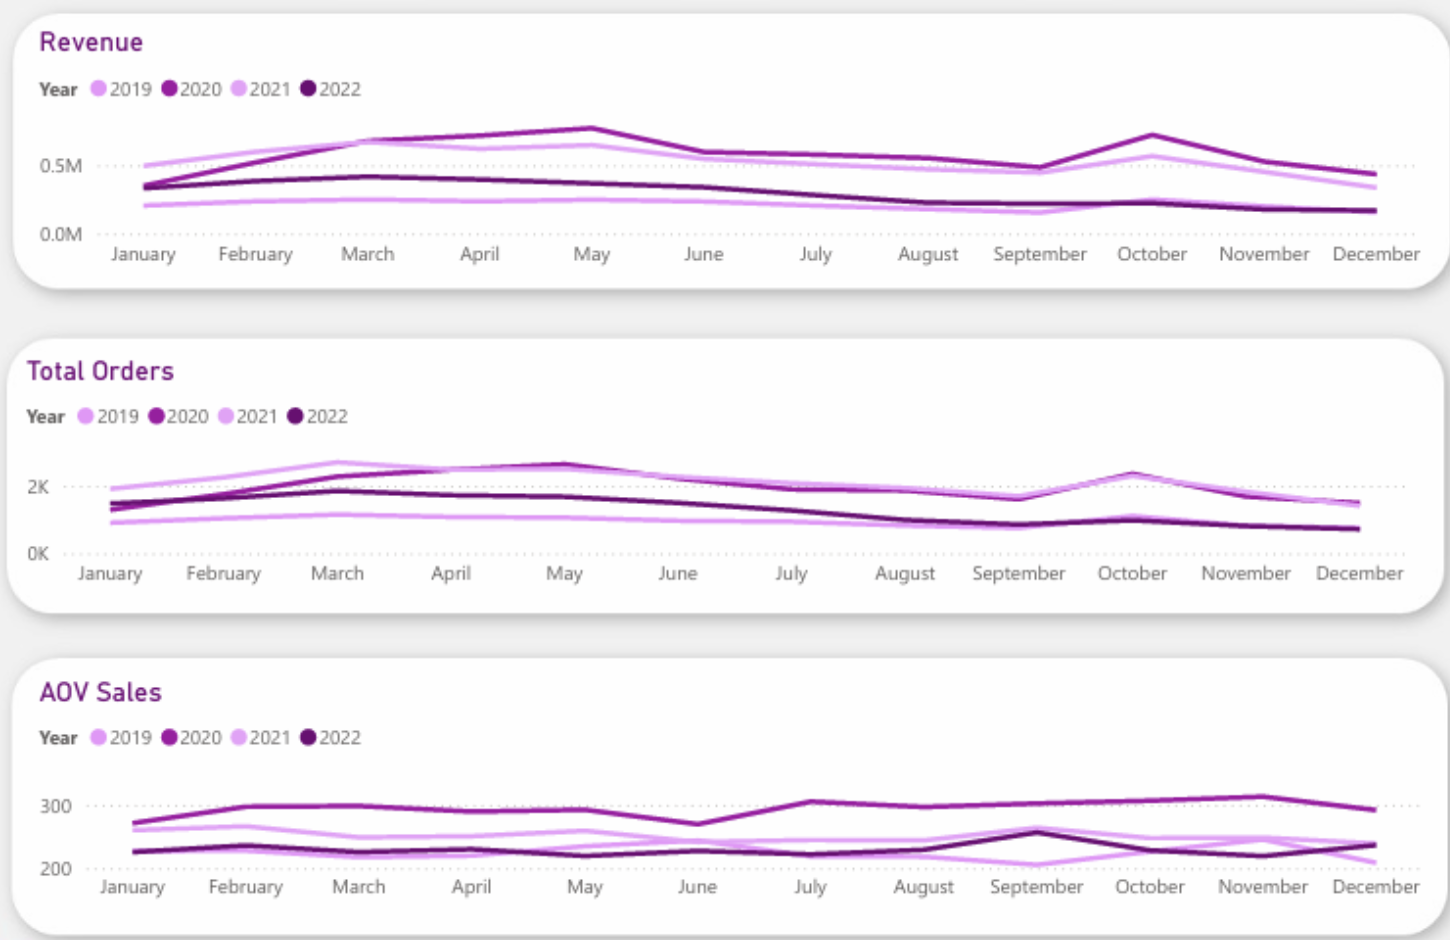 Revenue
Year 2019 2020 2021 2022
0.5M
0.0M
January February March April May June July August September October November December
Total Orders
Year 2019 2020 2021 2022
2K
0K
January February March April May June July August September October November December
AOV Sales
Year 2019 2020 2021 2022
300
200
January February March April May June July August September October November December